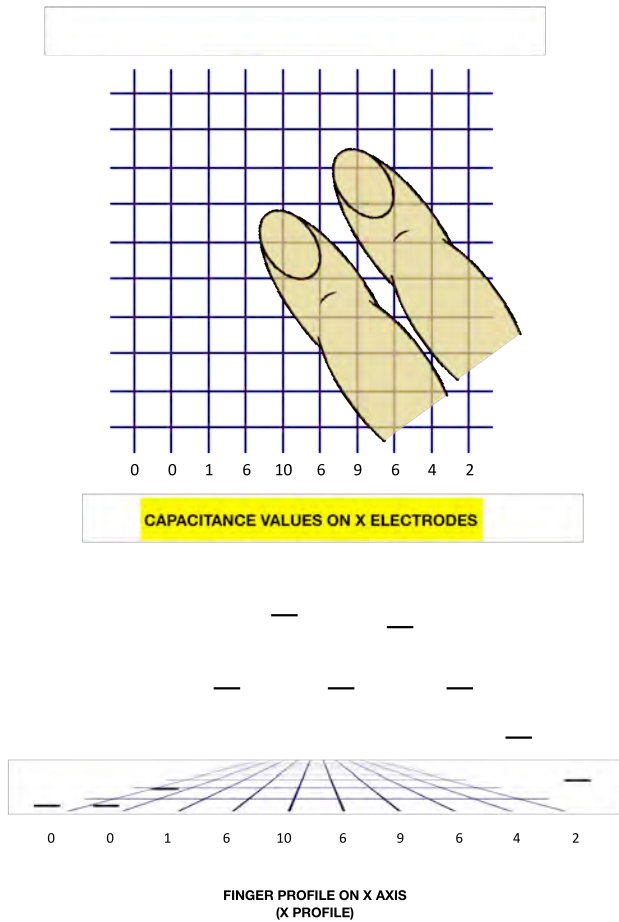 0 0 1 6 10 6 9 6 4 2
CAPACITANCE VALUES ON X ELECTRODES
0 0 1 6 10 6 9 6 4 2
FINGER PROFILE ON X AXIS
(X PROFILE)